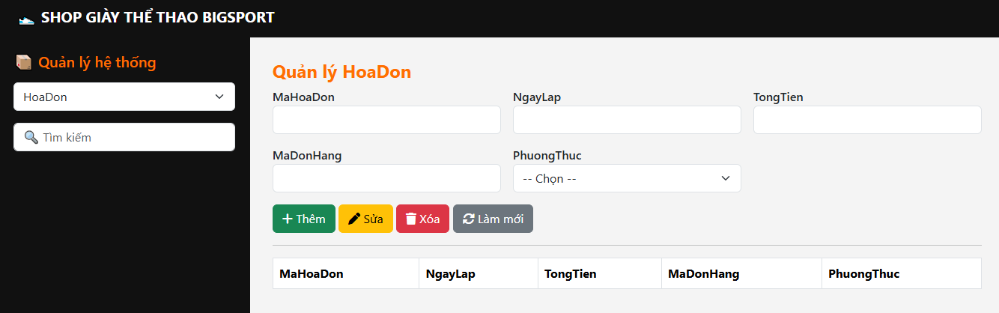 SHOP GIÀY THỂ THAO BIGSPORT
Quản lý hệ thống
HoaDon
Tìm kiếm
Quản lý HoaDon
MaHoaDon NgayLap TongTien
MaDonHang PhuongThuc
-- Chọn --
Thêm Sửa Xóa Làm mới
MaHoaDon NgayLap TongTien MaDonHang PhuongThuc